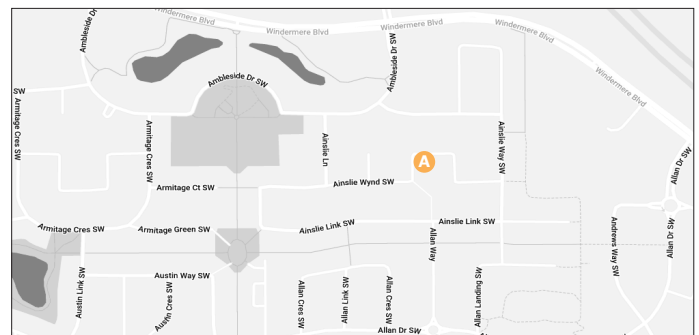 Windermere Blvd
Windermere Blvd
Windermere Blvd
Windermere Blvd
Ambleside Dr
Ambleside Dr SW
Ambleside Dr SW
SW
Armitage Cres SW
Armitage Cres SW
Ainslie Ln
Ainslie Way SW
A
Allan Dr SW
Armitage Ct SW
Ainslie Wynd SW
Armitage Cres SW
Armitage Green SW
Ainslie Link SW
Ainslie Link SW
Allan Way
Andrews Way SW
Allan Dr SW
Austin Link SW
Austin Way SW
Austin Cres SW
Allan Cres SW
Allan Link SW
Allan Cres SW
Allan Landing SW
Allan Dr SW